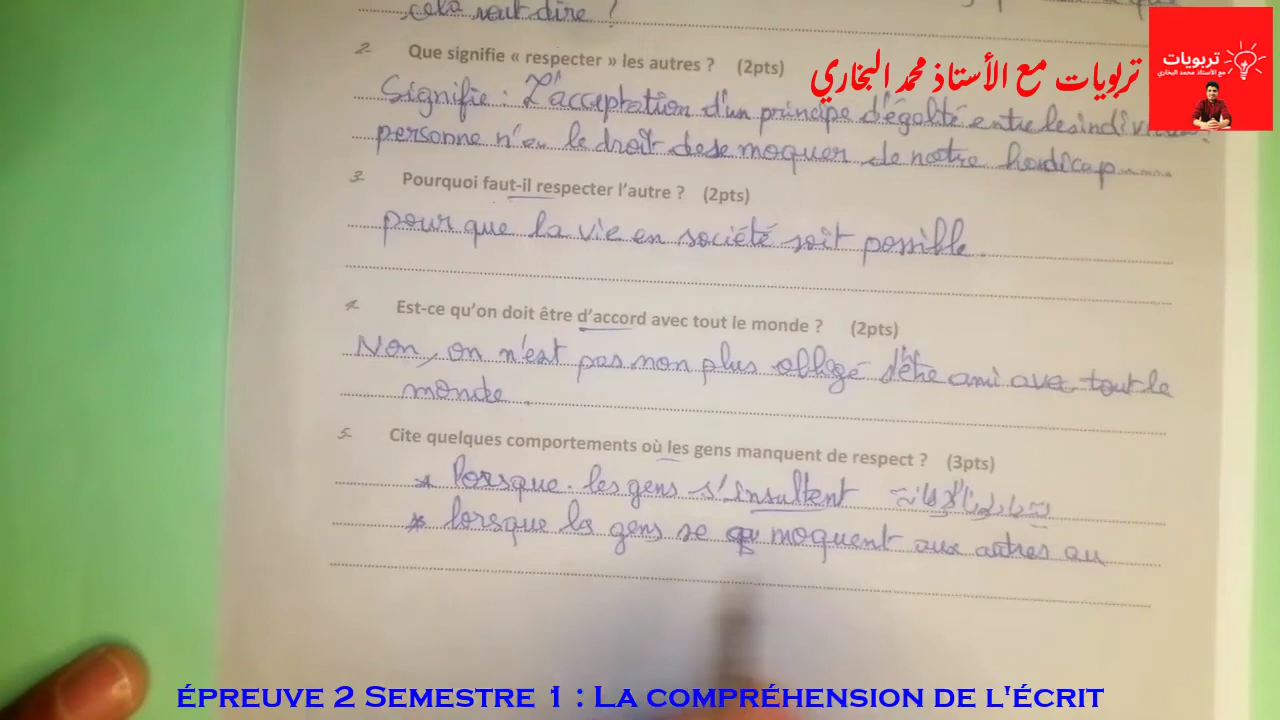 cela veut dire ?
2. Que signifie « respecter » les autres ? (2pts)
Signifie : L'acceptation d'un principe d'égalité entre les
personne n'a le droit de se moquer de notre handicap
3. Pourquoi faut-il respecter l'autre ? (2pts)
pour que la vie en société soit possible.
4. Est-ce qu'on doit être d'accord avec tout le monde ? (2pts)
Non, on n'est pas non plus obligé d'être ami avec tout le
monde.
5. Cite quelques comportements où les gens manquent de respect ? (3pts)
* lorsque les gens s'insultent
* lorsque les gens se moquent aux autres au
تربويات مع الأستاذ محمد البخاري
تربويات
مع الأستاذ محمد البخاري
épreuve 2 Semestre 1 : La compréhension de l'écrit